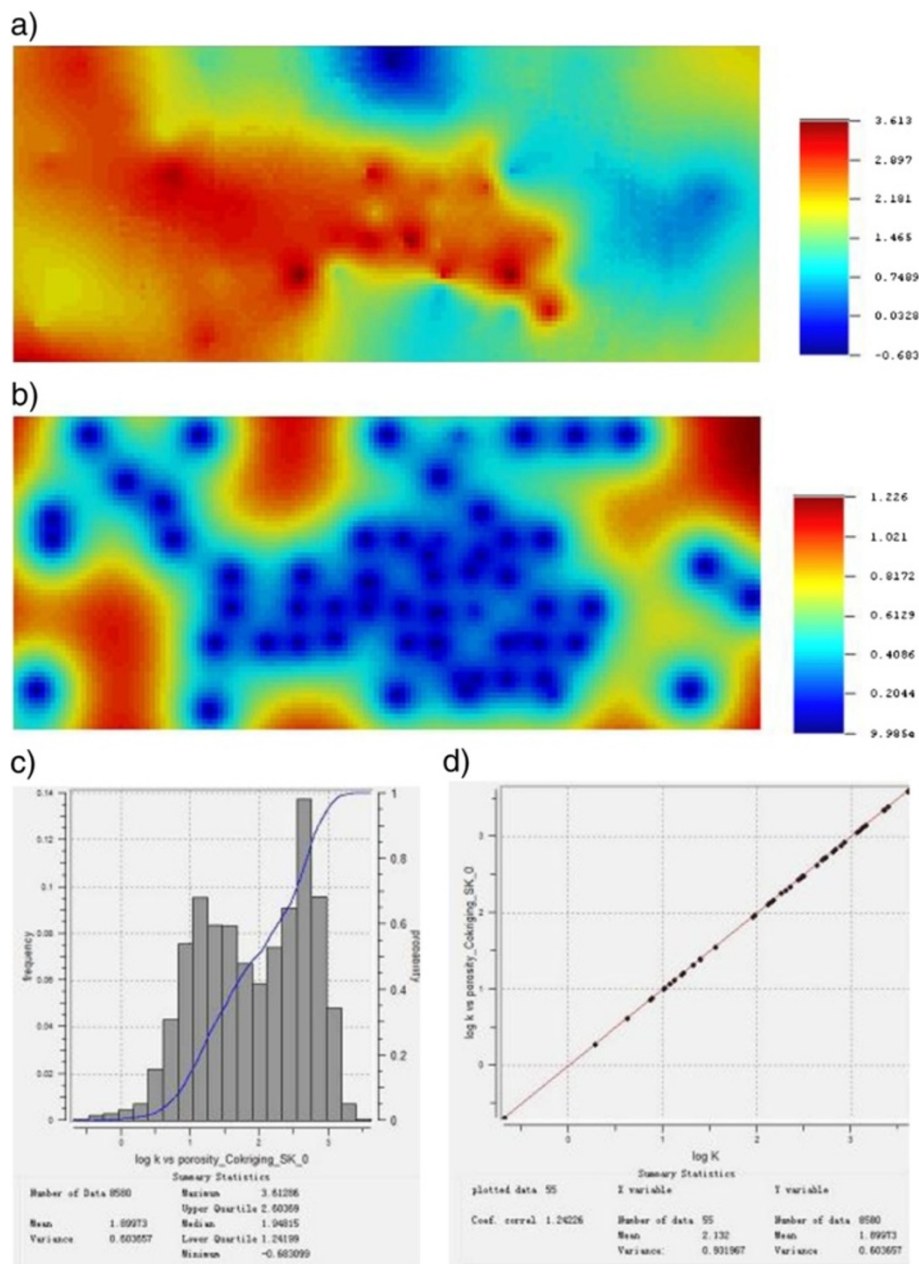 a)
3.613
2.897
2.181
1.465
0.7489
0.0328
-0.683
b)
1.226
1.021
0.8172
0.6129
0.4086
0.2044
9.985e
c)
0.14
0.12
0.1
0.08
0.06
0.04
0.02
0
frequency
1
0.8
0.6
0.4
0.2
0
probability
0 1 2 3
log k vs porosity_Cokriging_SK_0
Summary Statistics
Number of Data 8580
Mean 1.89973
Variance 0.603657
Maximum 3.61286
Upper Quartile 2.60369
Median 1.94815
Lower Quartile 1.24199
Minimum -0.683099
d)
3
2
1
0
log k vs porosity_Cokriging_SK_0
0 1 2 3
log K
Summary Statistics
plotted data 55
Coef. correl 1.24226
X variable
Number of data 55
Mean 2.132
Variance: 0.931967
Y variable
Number of data 8580
Mean 1.89973
Variance 0.603657